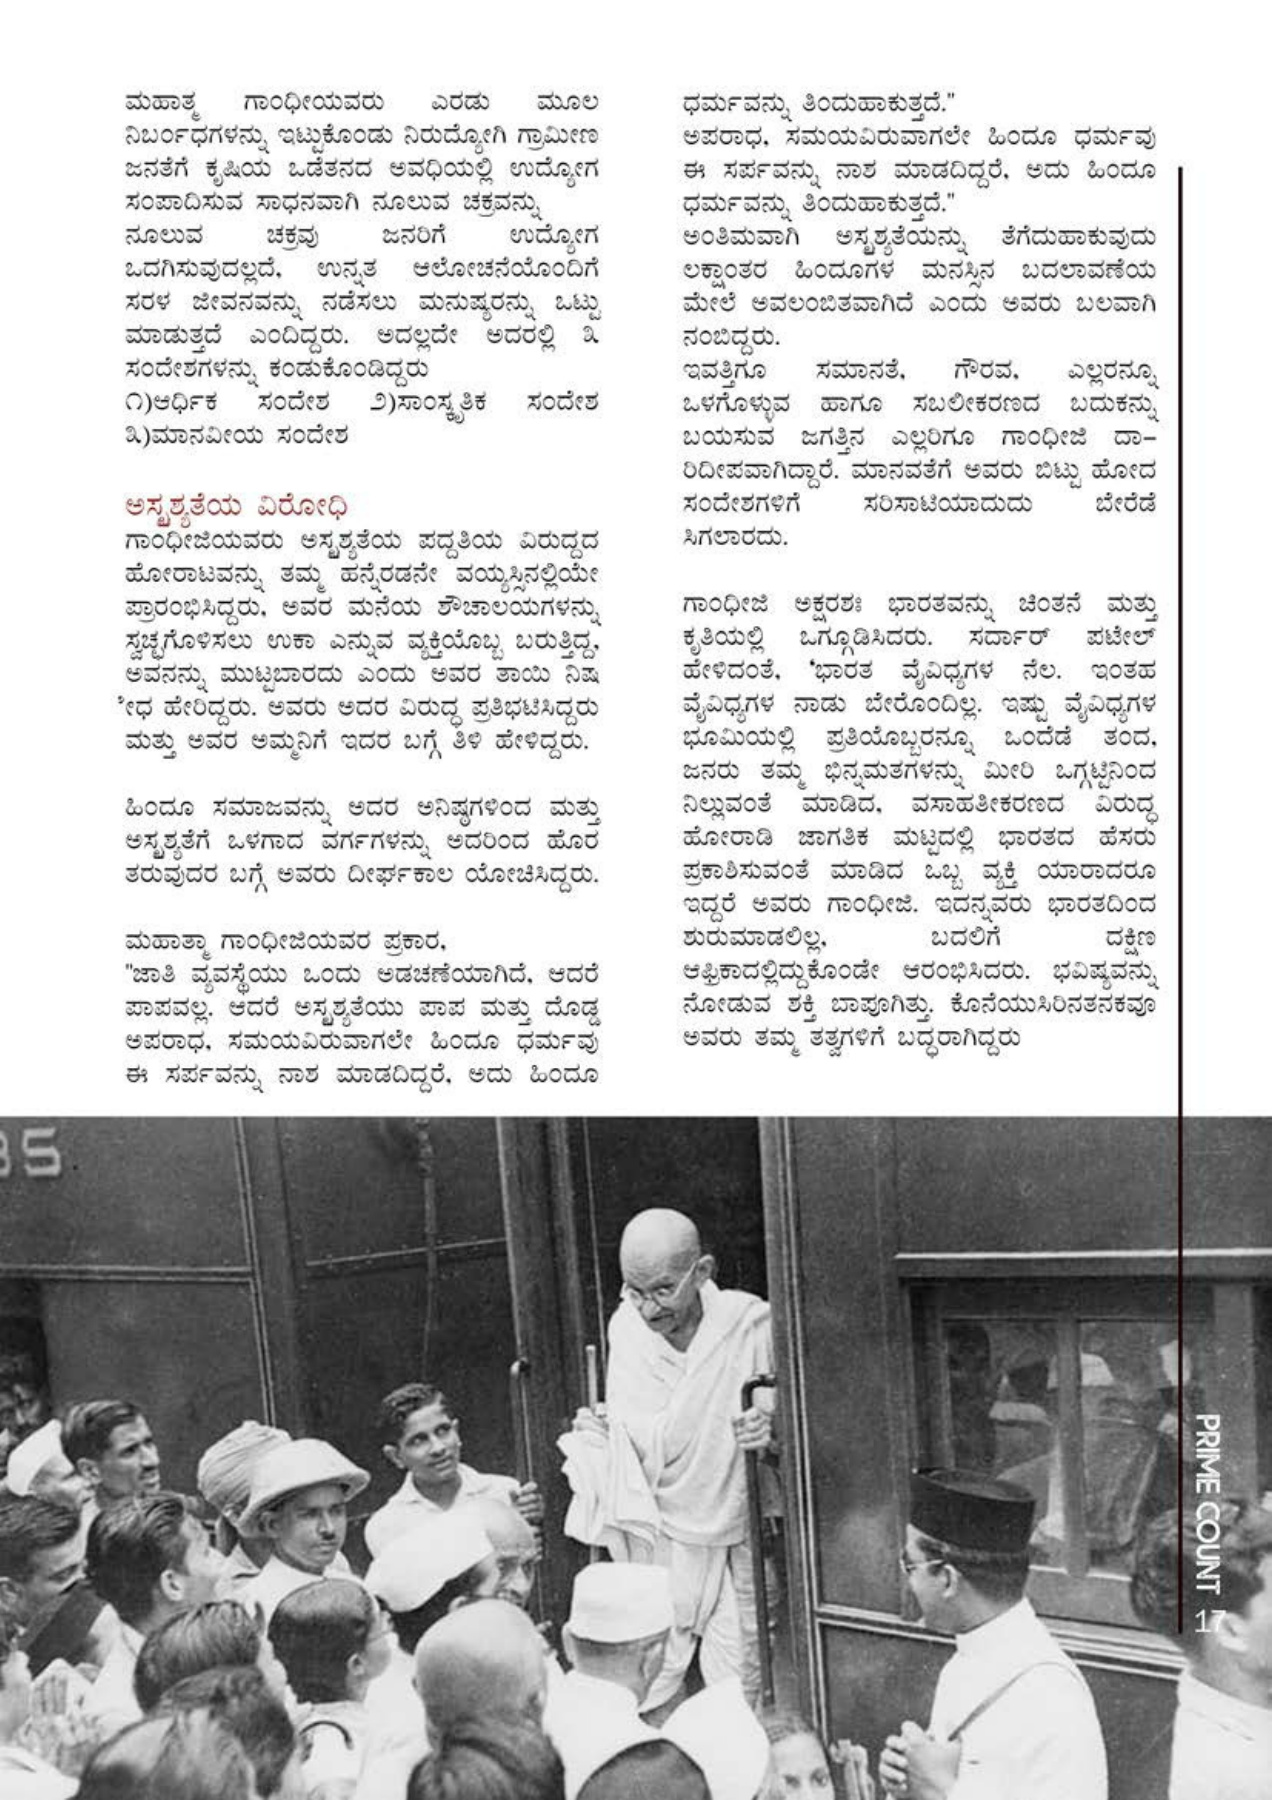 ಮಹಾತ್ಮ ಗಾಂಧೀಯವರು ಎರಡು ಮೂಲ
ನಿರ್ಬಂಧಗಳನ್ನು ಇಟ್ಟುಕೊಂಡು ನಿರುದ್ಯೋಗಿ ಗ್ರಾಮೀಣ
ಜನತೆಗೆ ಕೃಷಿಯ ಒಡೆತನದ ಅವಧಿಯಲ್ಲಿ ಉದ್ಯೋಗ
ಸಂಪಾದಿಸುವ ಸಾಧನವಾಗಿ ನೂಲುವ ಚಕ್ರವನ್ನು
ನೂಲುವ ಚಕ್ರವು ಜನರಿಗೆ ಉದ್ಯೋಗ
ಒದಗಿಸುವುದಲ್ಲದೆ, ಉನ್ನತ ಆಲೋಚನೆಯೊಂದಿಗೆ
ಸರಳ ಜೀವನವನ್ನು ನಡೆಸಲು ಮನುಷ್ಯರನ್ನು ಒಟ್ಟು
ಮಾಡುತ್ತದೆ ಎಂದಿದ್ದರು. ಅದಲ್ಲದೇ ಅದರಲ್ಲಿ ೩
ಸಂದೇಶಗಳನ್ನು ಕಂಡುಕೊಂಡಿದ್ದರು
೧)ಆರ್ಥಿಕ ಸಂದೇಶ ೨)ಸಾಂಸ್ಕೃತಿಕ ಸಂದೇಶ
೩)ಮಾನವೀಯ ಸಂದೇಶ
ಅಸ್ಪೃಶ್ಯತೆಯ ವಿರೋಧಿ
ಗಾಂಧೀಜಿಯವರು ಅಸ್ಪೃಶ್ಯತೆಯ ಪದ್ದತಿಯ ವಿರುದ್ದದ
ಹೋರಾಟವನ್ನು ತಮ್ಮ ಹನ್ನೆರಡನೇ ವಯ್ಯಸ್ಸಿನಲ್ಲಿಯೇ
ಪ್ರಾರಂಭಿಸಿದ್ದರು, ಅವರ ಮನೆಯ ಶೌಚಾಲಯಗಳನ್ನು
ಸ್ವಚ್ಛಗೊಳಿಸಲು ಉಕಾ ಎನ್ನುವ ವ್ಯಕ್ತಿಯೊಬ್ಬ ಬರುತ್ತಿದ್ದ,
ಅವನನ್ನು ಮುಟ್ಟಬಾರದು ಎಂದು ಅವರ ತಾಯಿ ನಿಷ
ೇಧ ಹೇರಿದ್ದರು. ಅವರು ಅದರ ವಿರುದ್ಧ ಪ್ರತಿಭಟಿಸಿದ್ದರು
ಮತ್ತು ಅವರ ಅಮ್ಮನಿಗೆ ಇದರ ಬಗ್ಗೆ ತಿಳಿ ಹೇಳಿದ್ದರು.
ಹಿಂದೂ ಸಮಾಜವನ್ನು ಅದರ ಅನಿಷ್ಠಗಳಿಂದ ಮತ್ತು
ಅಸ್ಪೃಶ್ಯತೆಗೆ ಒಳಗಾದ ವರ್ಗಗಳನ್ನು ಅದರಿಂದ ಹೊರ
ತರುವುದರ ಬಗ್ಗೆ ಅವರು ದೀರ್ಘಕಾಲ ಯೋಚಿಸಿದ್ದರು.
ಮಹಾತ್ಮಾ ಗಾಂಧೀಜಿಯವರ ಪ್ರಕಾರ,
"ಜಾತಿ ವ್ಯವಸ್ಥೆಯು ಒಂದು ಅಡಚಣೆಯಾಗಿದೆ, ಆದರೆ
ಪಾಪವಲ್ಲ. ಆದರೆ ಅಸ್ಪೃಶ್ಯತೆಯು ಪಾಪ ಮತ್ತು ದೊಡ್ಡ
ಅಪರಾಧ, ಸಮಯವಿರುವಾಗಲೇ ಹಿಂದೂ ಧರ್ಮವು
ಈ ಸರ್ಪವನ್ನು ನಾಶ ಮಾಡದಿದ್ದರೆ, ಅದು ಹಿಂದೂ
ಧರ್ಮವನ್ನು ತಿಂದುಹಾಕುತ್ತದೆ."
ಅಪರಾಧ, ಸಮಯವಿರುವಾಗಲೇ ಹಿಂದೂ ಧರ್ಮವು
ಈ ಸರ್ಪವನ್ನು ನಾಶ ಮಾಡದಿದ್ದರೆ, ಅದು ಹಿಂದೂ
ಧರ್ಮವನ್ನು ತಿಂದುಹಾಕುತ್ತದೆ."
ಅಂತಿಮವಾಗಿ ಅಸ್ಪೃಶ್ಯತೆಯನ್ನು ತೆಗೆದುಹಾಕುವುದು
ಲಕ್ಷಾಂತರ ಹಿಂದೂಗಳ ಮನಸ್ಸಿನ ಬದಲಾವಣೆಯ
ಮೇಲೆ ಅವಲಂಬಿತವಾಗಿದೆ ಎಂದು ಅವರು ಬಲವಾಗಿ
ನಂಬಿದ್ದರು.
ಇವತ್ತಿಗೂ ಸಮಾನತೆ, ಗೌರವ, ಎಲ್ಲರನ್ನೂ
ಒಳಗೊಳ್ಳುವ ಹಾಗೂ ಸಬಲೀಕರಣದ ಬದುಕನ್ನು
ಬಯಸುವ ಜಗತ್ತಿನ ಎಲ್ಲರಿಗೂ ಗಾಂಧೀಜಿ ದಾ-
ರಿದೀಪವಾಗಿದ್ದಾರೆ. ಮಾನವತೆಗೆ ಅವರು ಬಿಟ್ಟು ಹೋದ
ಸಂದೇಶಗಳಿಗೆ ಸರಿಸಾಟಿಯಾದುದು ಬೇರೆಡೆ
ಸಿಗಲಾರದು.
ಗಾಂಧೀಜಿ ಅಕ್ಷರಶಃ ಭಾರತವನ್ನು ಚಿಂತನೆ ಮತ್ತು
ಕೃತಿಯಲ್ಲಿ ಒಗ್ಗೂಡಿಸಿದರು. ಸರ್ದಾರ್ ಪಟೇಲ್
ಹೇಳಿದಂತೆ, 'ಭಾರತ ವೈವಿಧ್ಯಗಳ ನೆಲ. ಇಂತಹ
ವೈವಿಧ್ಯಗಳ ನಾಡು ಬೇರೊಂದಿಲ್ಲ. ಇಷ್ಟು ವೈವಿಧ್ಯಗಳ
ಭೂಮಿಯಲ್ಲಿ ಪ್ರತಿಯೊಬ್ಬರನ್ನೂ ಒಂದೆಡೆ ತಂದ,
ಜನರು ತಮ್ಮ ಭಿನ್ನಮತಗಳನ್ನು ಮೀರಿ ಒಗ್ಗಟ್ಟಿನಿಂದ
ನಿಲ್ಲುವಂತೆ ಮಾಡಿದ, ವಸಾಹತೀಕರಣದ ವಿರುದ್ಧ
ಹೋರಾಡಿ ಜಾಗತಿಕ ಮಟ್ಟದಲ್ಲಿ ಭಾರತದ ಹೆಸರು
ಪ್ರಕಾಶಿಸುವಂತೆ ಮಾಡಿದ ಒಬ್ಬ ವ್ಯಕ್ತಿ ಯಾರಾದರೂ
ಇದ್ದರೆ ಅವರು ಗಾಂಧೀಜಿ. ಇದನ್ನವರು ಭಾರತದಿಂದ
ಶುರುಮಾಡಲಿಲ್ಲ, ಬದಲಿಗೆ ದಕ್ಷಿಣ
ಆಫ್ರಿಕಾದಲ್ಲಿದ್ದುಕೊಂಡೇ ಆರಂಭಿಸಿದರು. ಭವಿಷ್ಯವನ್ನು
ನೋಡುವ ಶಕ್ತಿ ಬಾಪೂಗಿತ್ತು. ಕೊನೆಯುಸಿರಿನತನಕವೂ
ಅವರು ತಮ್ಮ ತತ್ವಗಳಿಗೆ ಬದ್ಧರಾಗಿದ್ದರು
PRIME COUNT 17